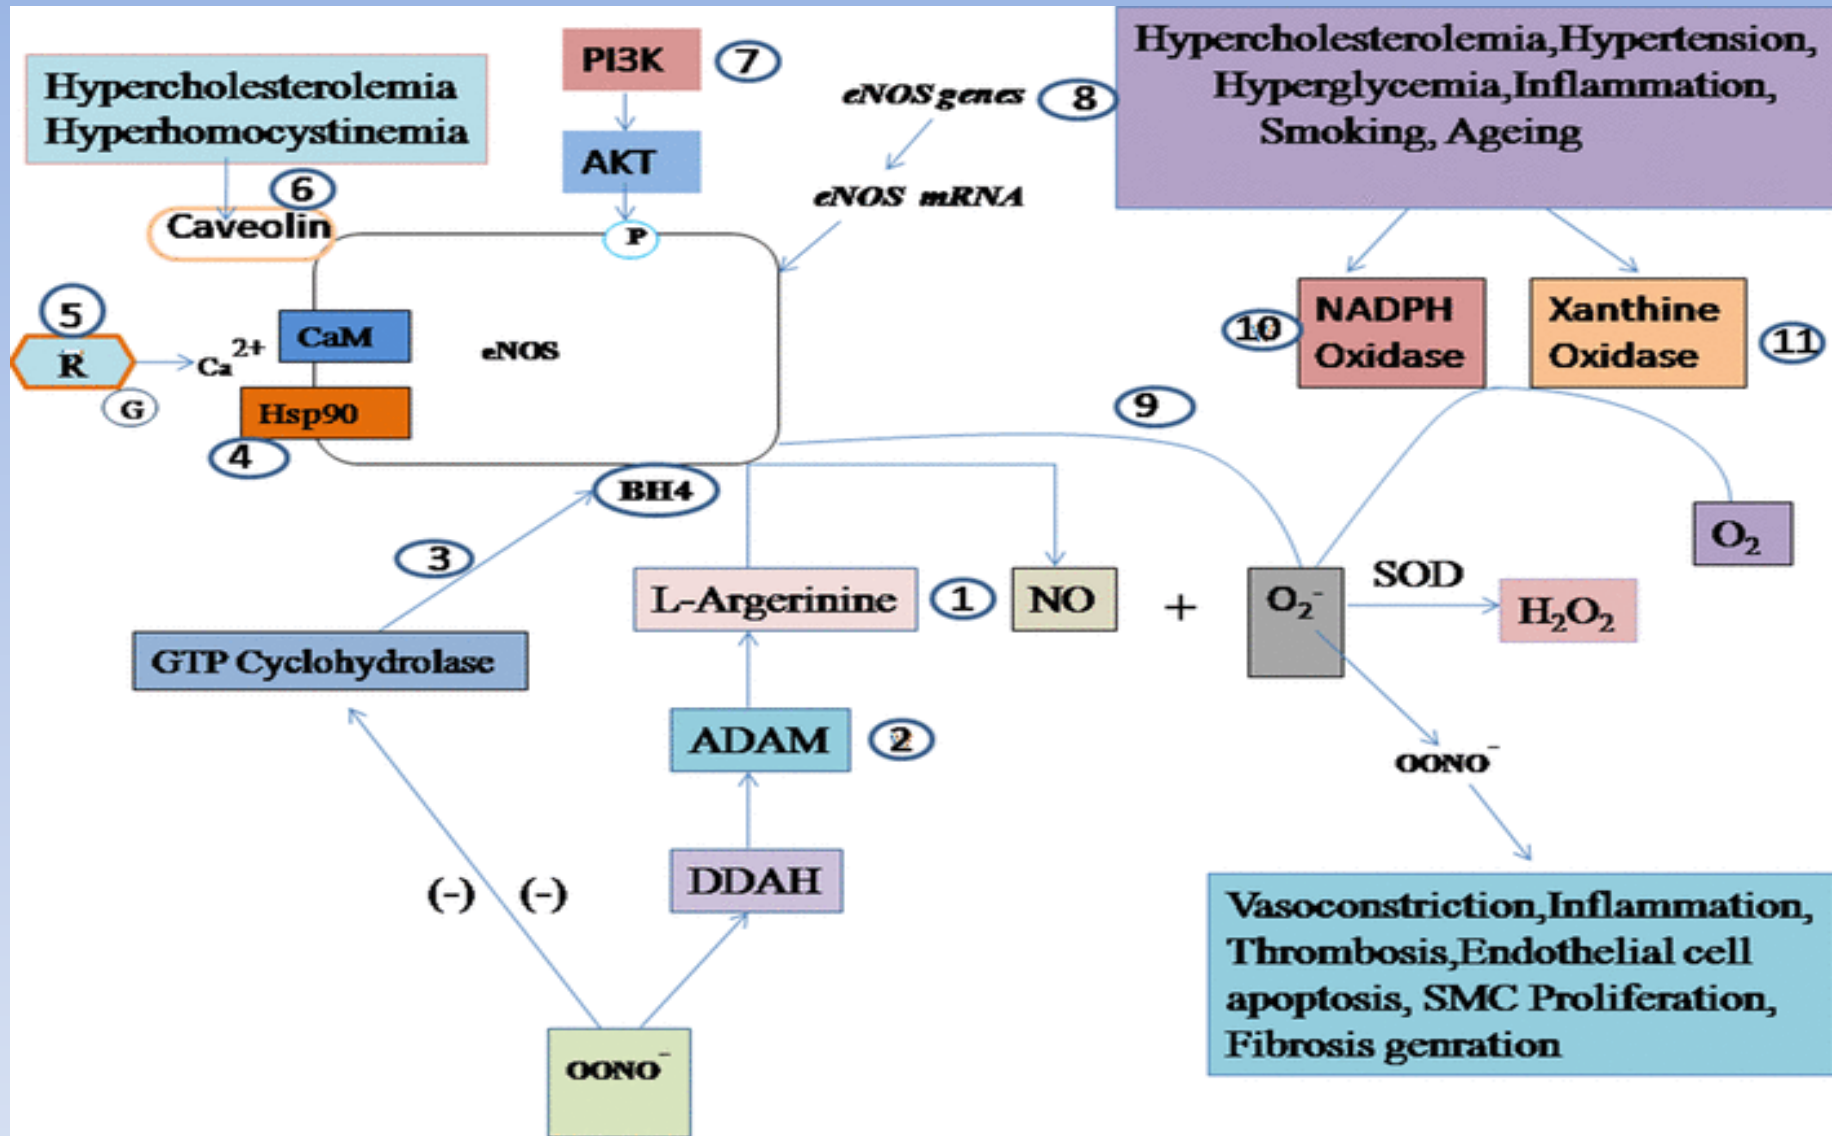 Hypercholesterolemia
Hyperhomocystinemia
6
Caveolin
PI3K
7
AKT
P
eNOS genes
8
eNOS mRNA
Hypercholesterolemia,Hypertension,
Hyperglycemia,Inflammation,
Smoking, Ageing
5
R
G
Ca2+
CaM
Hsp90
4
eNOS
BH4
10
NADPH
Oxidase
Xanthine
Oxidase
11
9
O2
3
L-Argerinine
1
NO
+
O2-
SOD
H2O2
GTP Cyclohydrolase
ADAM
2
OONO-
DDAH
(-) (-)
OONO-
Vasoconstriction,Inflammation,
Thrombosis,Endothelial cell
apoptosis, SMC Proliferation,
Fibrosis genration